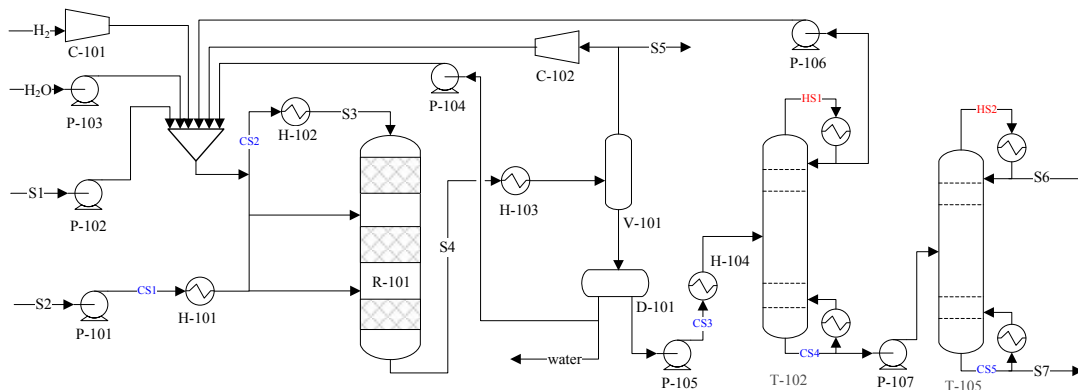 H₂
C-101
H₂O
P-103
S1
P-102
S2
P-101
CS1
H-101
CS2
H-102
S3
R-101
S4
P-104
H-103
C-102
S5
V-101
D-101
water
P-105
CS3
H-104
P-106
HS1
T-102
CS4
P-107
HS2
S6
CS5
S7
T-105